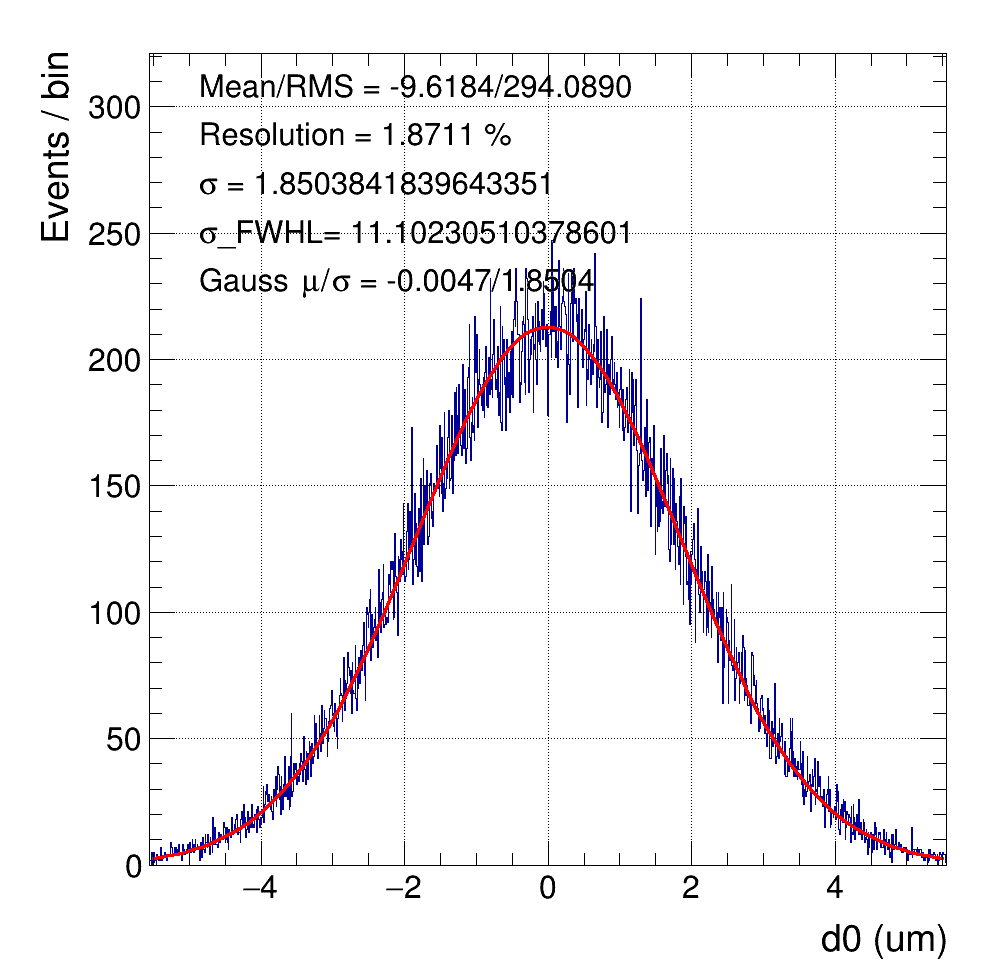 Events / bin
Mean/RMS = -9.6184/294.0890
Resolution = 1.8711 %
σ = 1.8503841839643351
σ_FWHL= 11.10230510378601
Gauss μ/σ = -0.0047/1.8504
300
250
200
150
100
50
0
−4 −2 0 2 4
d0 (um)